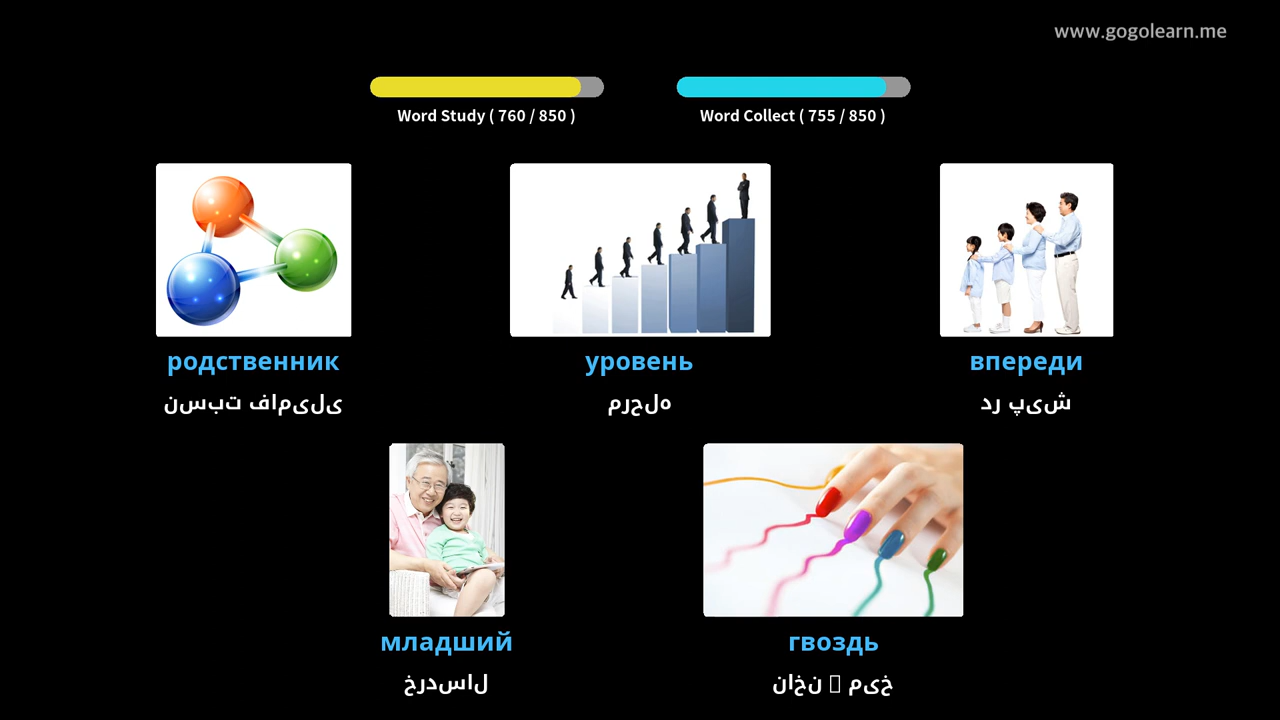 www.gogolearn.me
Word Study ( 760 / 850 )
Word Collect ( 755 / 850 )
родственник
уровень
впереди
نسبت فامیلی
مرحله
در پیش
младший
гвоздь
خردسال
ناخن □ میخ